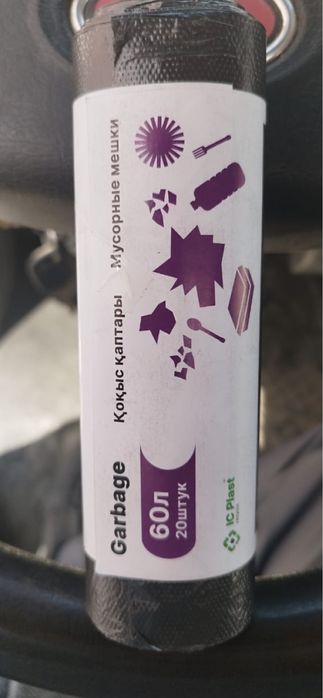 Garbage
Қоқыс қаптары
Мусорные мешки
60л
20штук
IC Plast